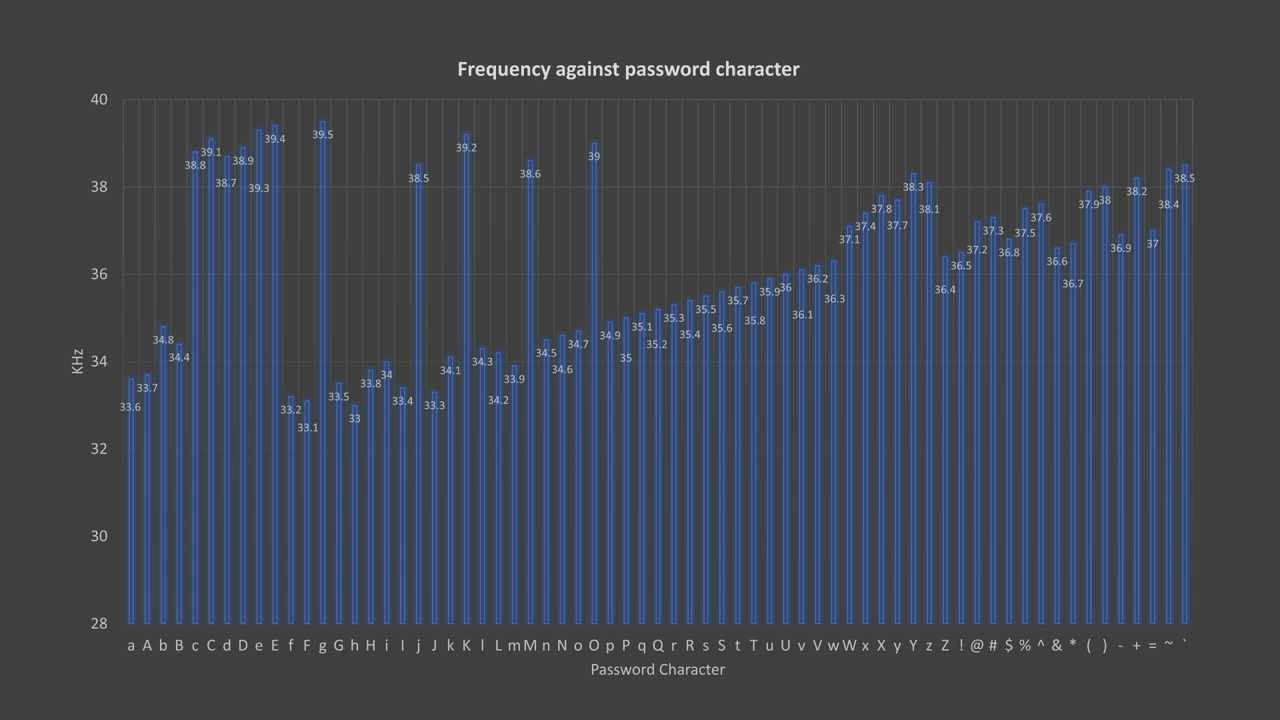 Frequency against password character
40
38
36
34
32
30
28
KHz
33.6 33.7 34.8 34.4 38.8 39.1 38.7 38.9 39.3 39.4 33.2 33.1 39.5 33.5 33 33.8 34 33.4 38.5 33.3 34.1 39.2 34.3 34.2 33.9 38.6 34.5 34.6 34.7 39 34.9 35 35.1 35.2 35.3 35.4 35.5 35.6 35.7 35.8 35.9 36 36.1 36.2 36.3 37.1 37.4 37.8 37.7 38.3 38.1 36.4 36.5 37.2 37.3 36.8 37.5 37.6 36.6 36.7 37.9 38 36.9 38.2 37 38.4 38.5
a A b B c C d D e E f F g G h H i I j J k K l L m M n N o O p P q Q r R s S t T u U v V w W x X y Y z Z ! @ # $ % ^ & * ( ) - + = ~ `
Password Character